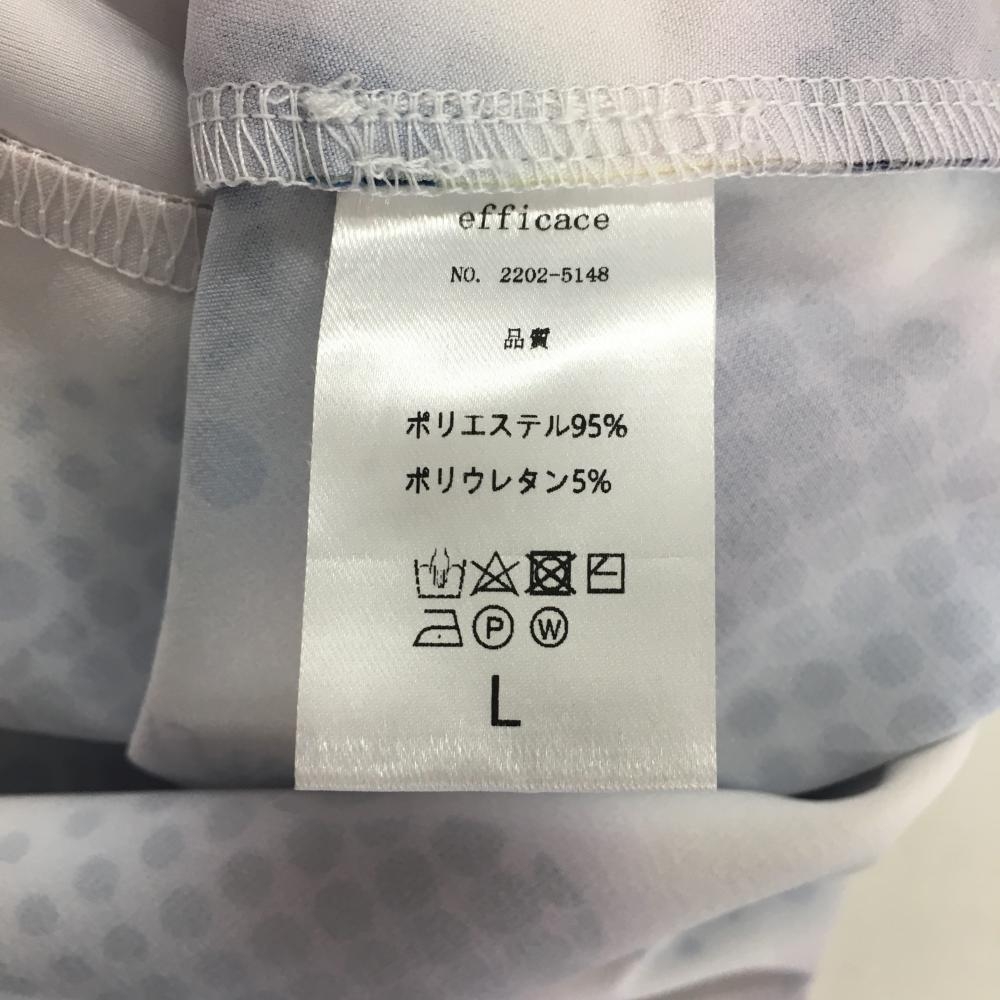 efficace
NO. 2202-5148
品質
ポリエステル95%
ポリウレタン5%
P W
L